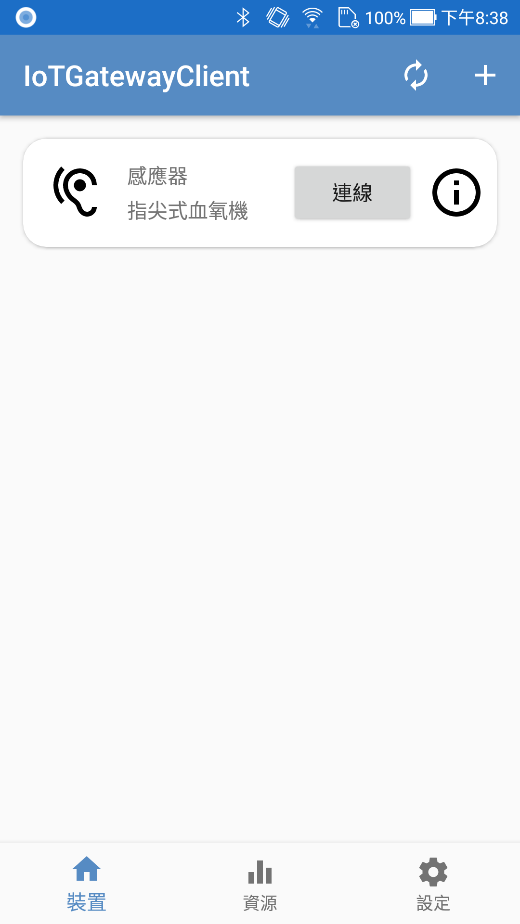 100% 下午8:38
IoTGatewayClient
感應器
指尖式血氧機
連線
裝置
資源
設定